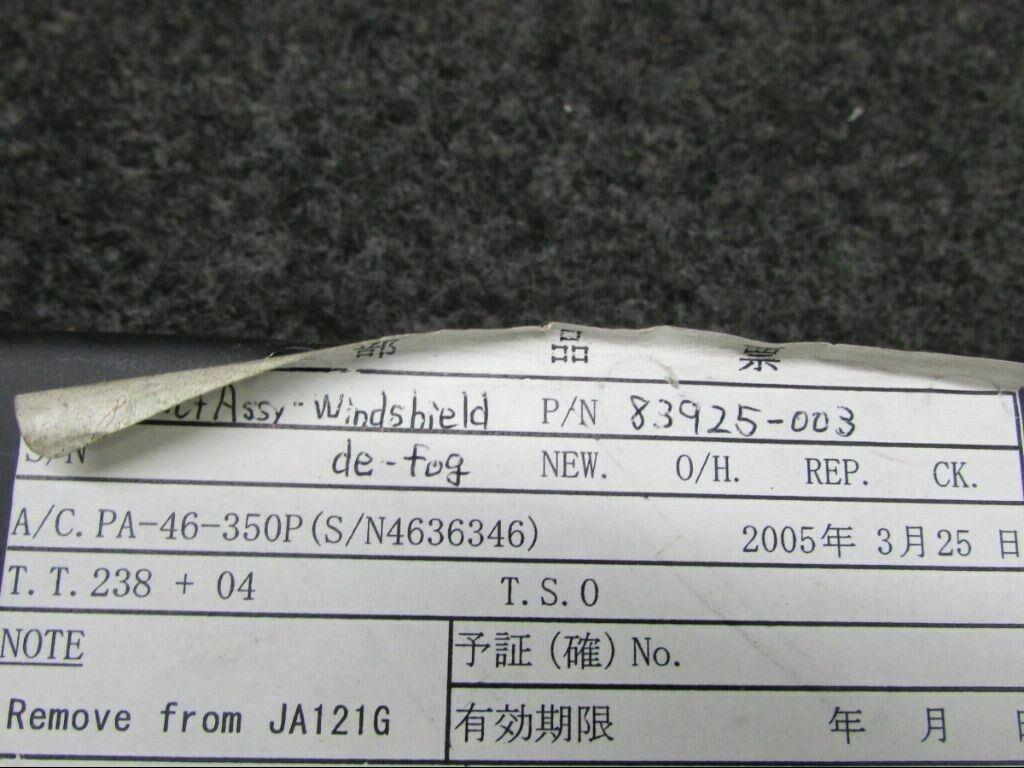 部 品 票
Assy-Windshield P/N 83925-003
S/N de-fog NEW. O/H. REP. CK.
A/C. PA-46-350P(S/N4636346) 2005年 3月25 日
T.T.238 + 04 T.S.O
NOTE 予証(確)No.
Remove from JA121G 有効期限 年 月 日